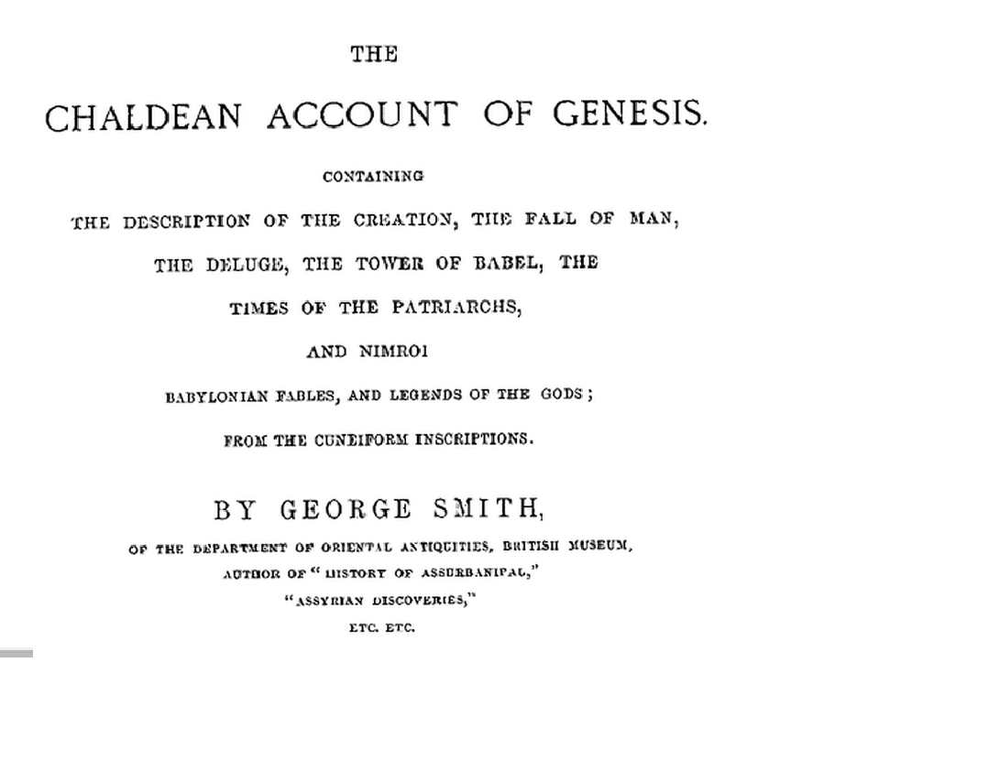 THE
CHALDEAN ACCOUNT OF GENESIS.
CONTAINING
THE DESCRIPTION OF THE CREATION, THE FALL OF MAN,
THE DELUGE, THE TOWER OF BABEL, THE
TIMES OF THE PATRIARCHS,
AND NIMROI
BABYLONIAN FABLES, AND LEGENDS OF THE GODS;
FROM THE CUNEIFORM INSCRIPTIONS.
BY GEORGE SMITH,
OF THE DEPARTMENT OF ORIENTAL ANTIQUITIES, BRITISH MUSEUM,
AUTHOR OF "HISTORY OF ASSURBANIPAL,"
"ASSYRIAN DISCOVERIES,"
ETC. ETC.